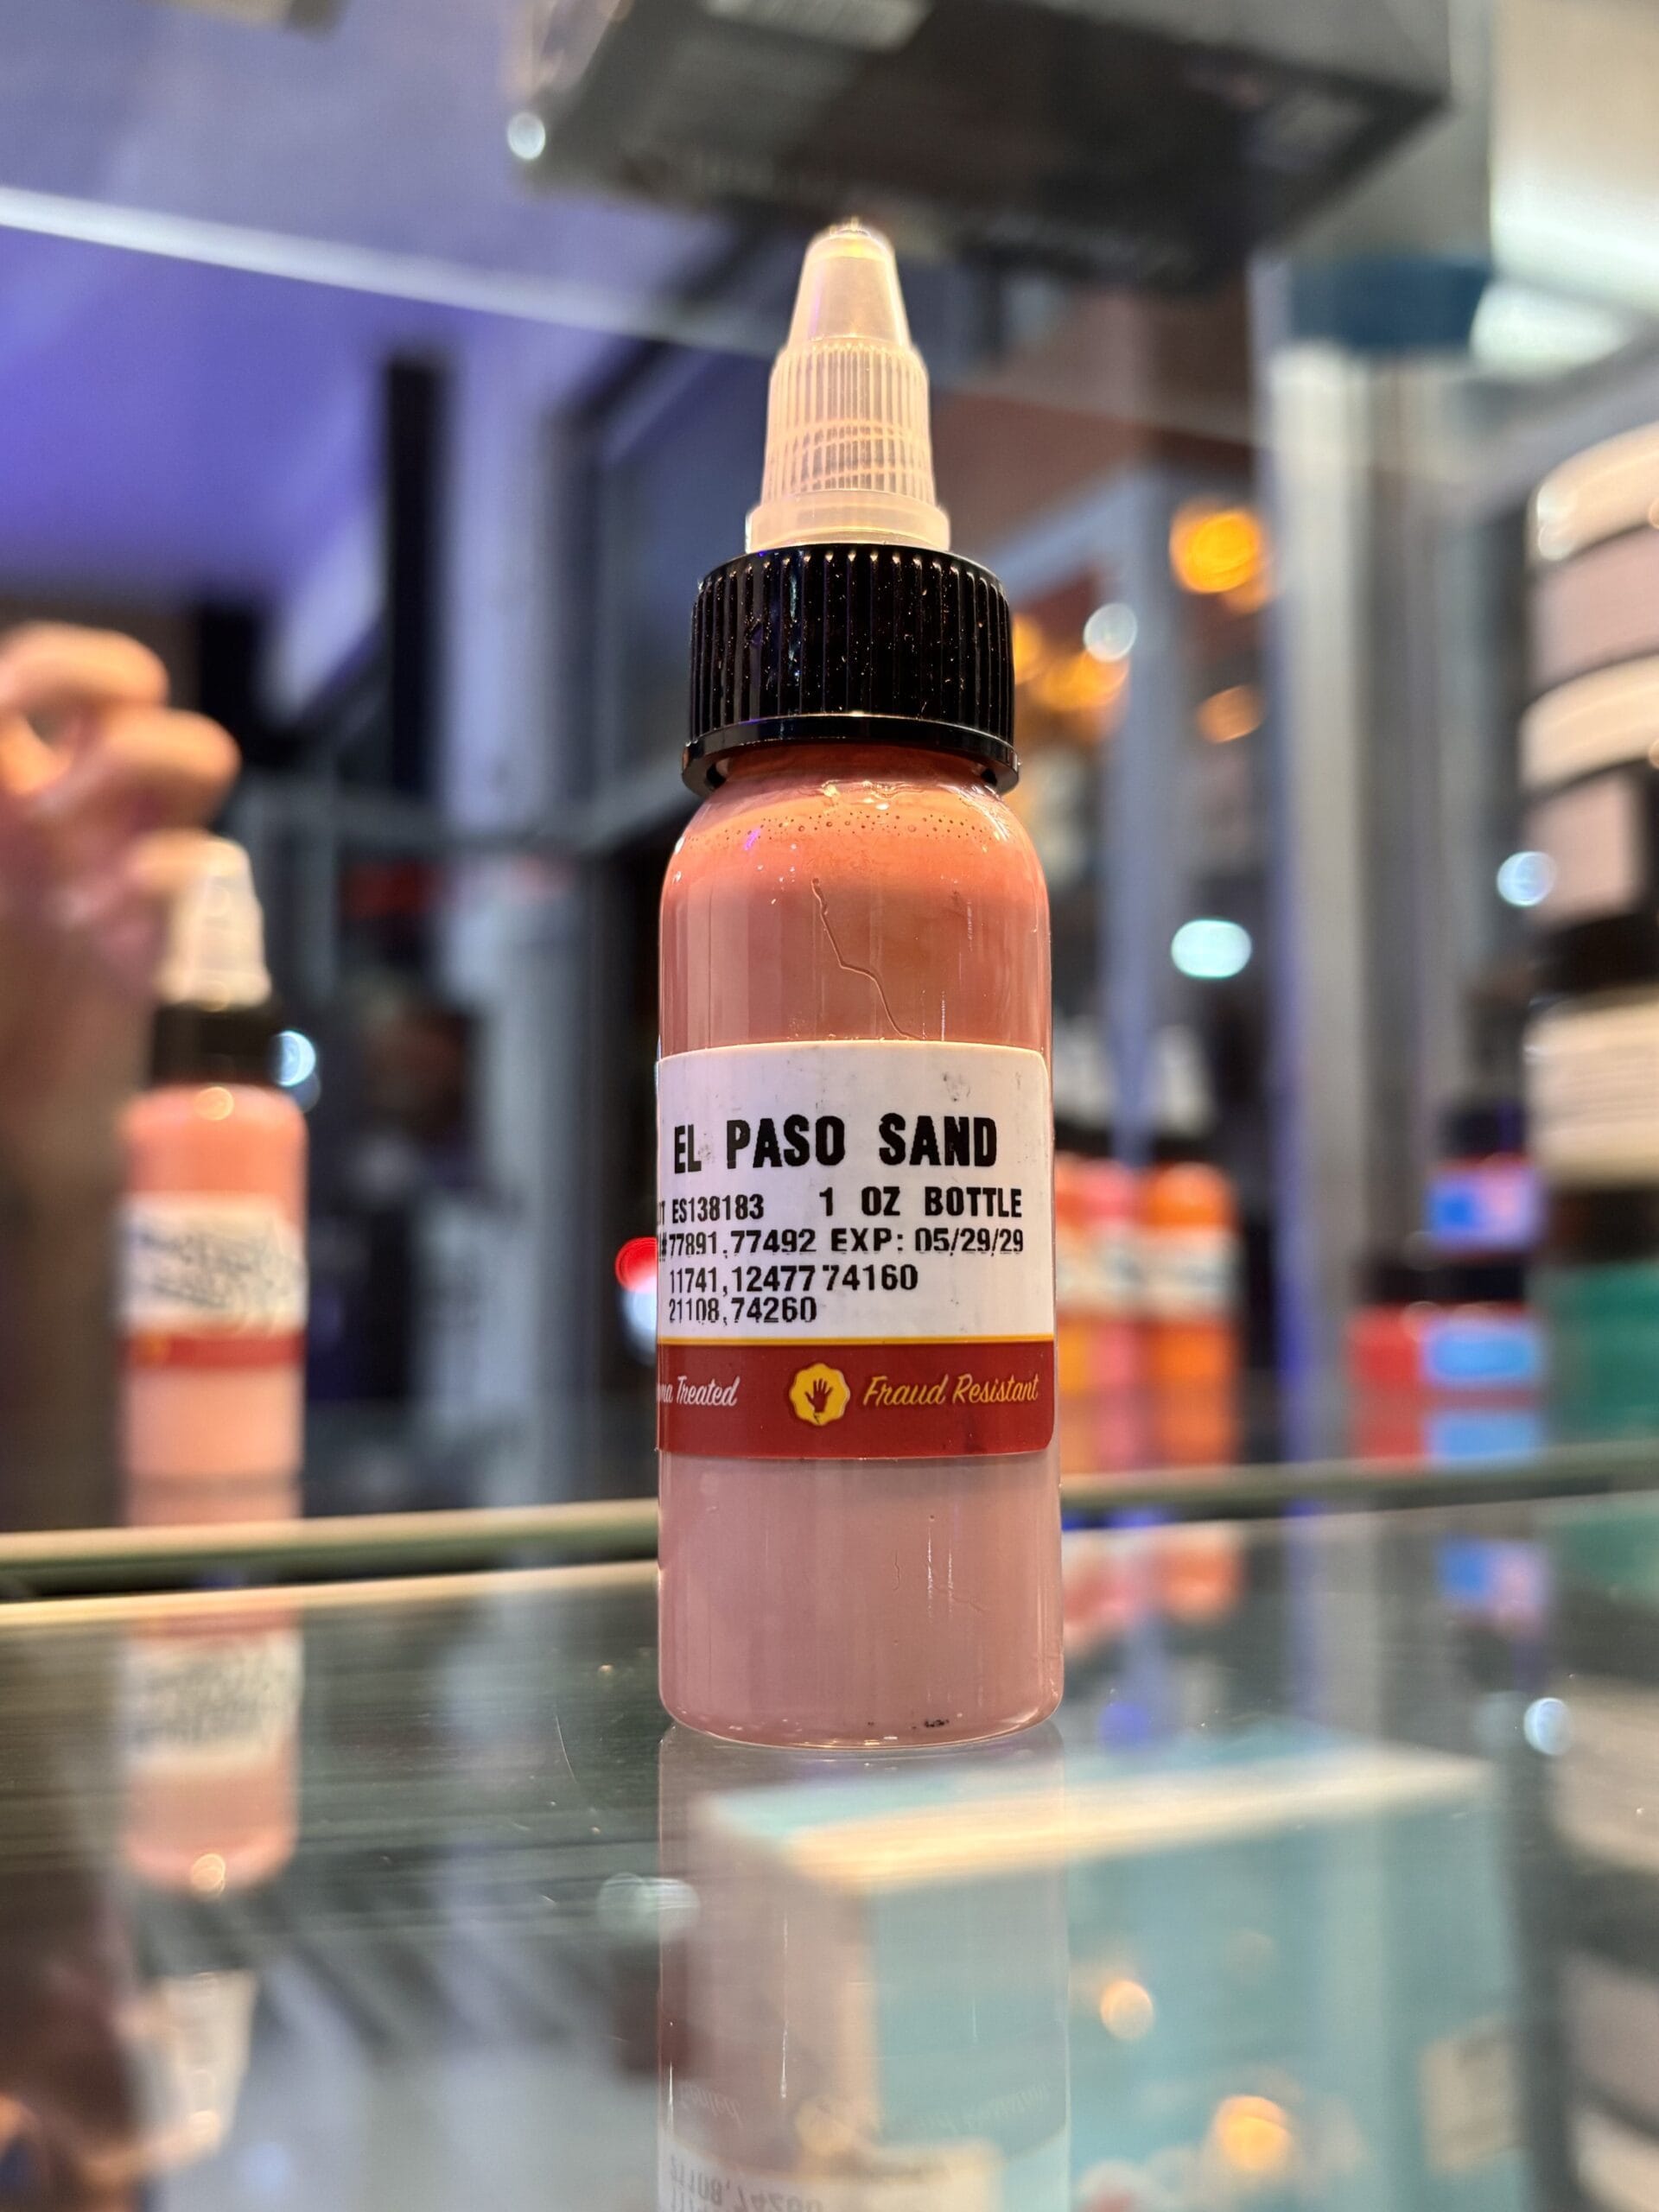 EL PASO SAND
ES138183 1 OZ BOTTLE
77891,77492 EXP: 05/29/29
11741,12477 74160
21108,74260
Treated Fraud Resistant